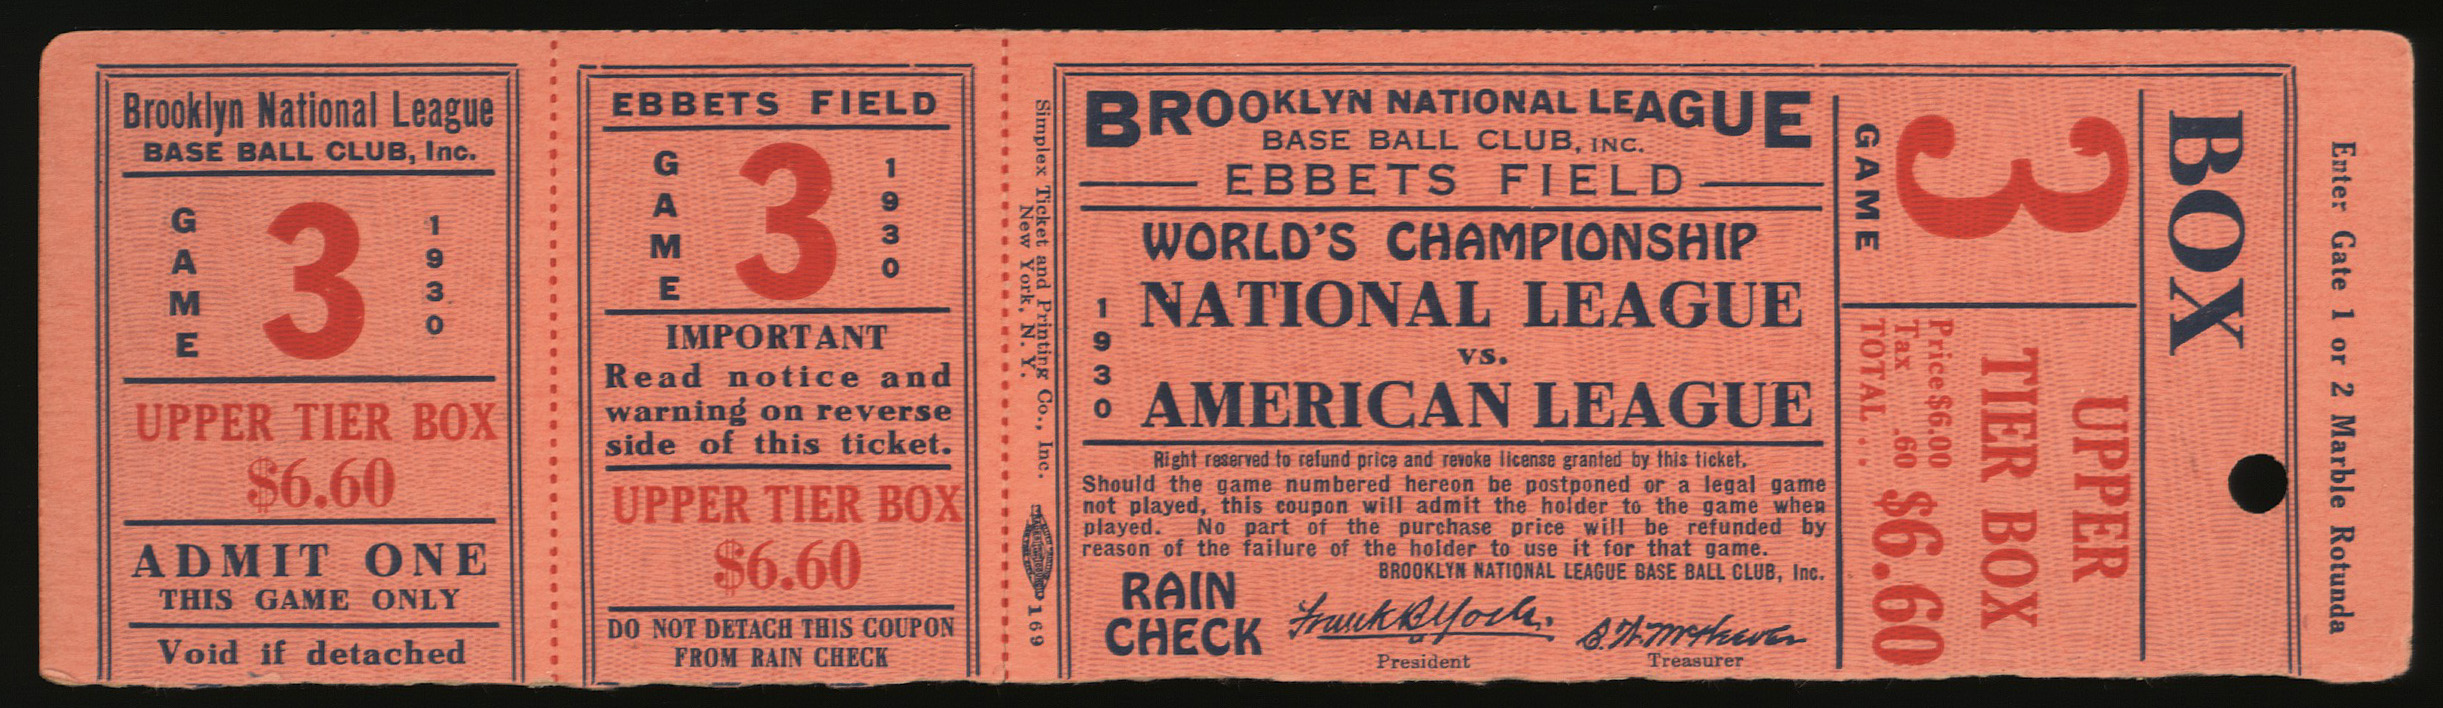 Brooklyn National League
BASE BALL CLUB, Inc.
GAME
3
1930
UPPER TIER BOX
$6.60
ADMIT ONE
THIS GAME ONLY
Void if detached
EBBETS FIELD
GAME
3
1930
IMPORTANT
Read notice and
warning on reverse
side of this ticket.
UPPER TIER BOX
$6.60
DO NOT DETACH THIS COUPON
FROM RAIN CHECK
Simplex Ticket and Printing Co., Inc.
New York, N. Y.
169
BROOKLYN NATIONAL LEAGUE
BASE BALL CLUB, INC.
EBBETS FIELD
WORLD'S CHAMPIONSHIP
1930
NATIONAL LEAGUE
vs.
AMERICAN LEAGUE
Right reserved to refund price and revoke license granted by this ticket.
Should the game numbered hereon be postponed or a legal game
not played, this coupon will admit the holder to the game when
played. No part of the purchase price will be refunded by
reason of the failure of the holder to use it for that game.
BROOKLYN NATIONAL LEAGUE BASE BALL CLUB, Inc.
RAIN
CHECK
Frank B Yorke.
President
Treasurer
GAME
3
UPPER
TIER BOX
Price $6.00
Tax .60
TOTAL... $6.60
BOX
Enter Gate 1 or 2 Marble Rotunda